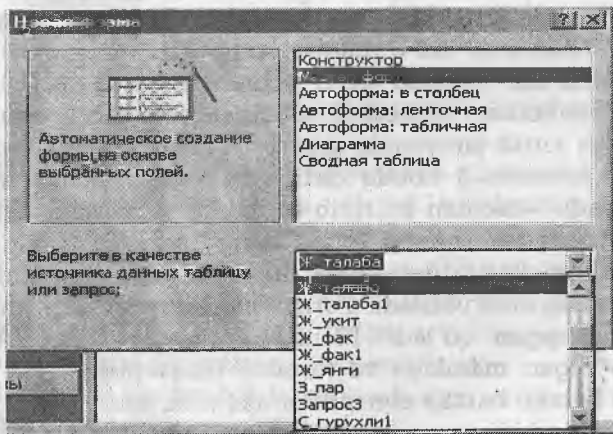 Новая форма
Конструктор
Мастер форм
Автоформа: в столбец
Автоформа: ленточная
Автоформа: табличная
Диаграмма
Сводная таблица
Автоматическое создание
формы на основе
выбранных полей.
Выберите в качестве
источника данных таблицу
или запрос:
Ж_талаба
Ж_талаба
Ж_талаба1
Ж_укит
Ж_фак
Ж_фак1
Ж_янги
З_пар
Запрос3
С_гурухли1